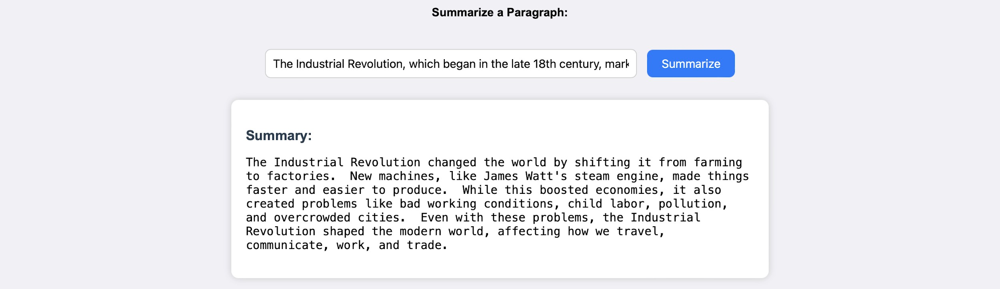 Summarize a Paragraph:
The Industrial Revolution, which began in the late 18th century, mark
Summarize
Summary:
The Industrial Revolution changed the world by shifting it from farming
to factories.  New machines, like James Watt's steam engine, made things
faster and easier to produce.  While this boosted economies, it also
created problems like bad working conditions, child labor, pollution,
and overcrowded cities.  Even with these problems, the Industrial
Revolution shaped the modern world, affecting how we travel,
communicate, work, and trade.